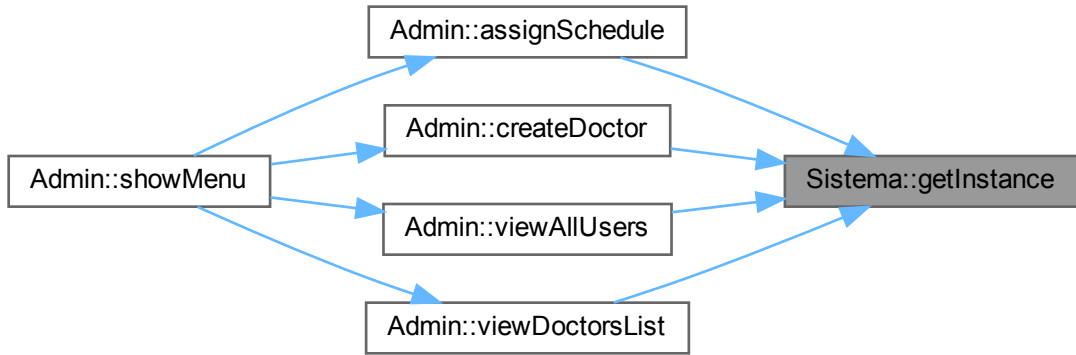 Admin::assignSchedule
Admin::createDoctor
Admin::showMenu
Sistema::getInstance
Admin::viewAllUsers
Admin::viewDoctorsList